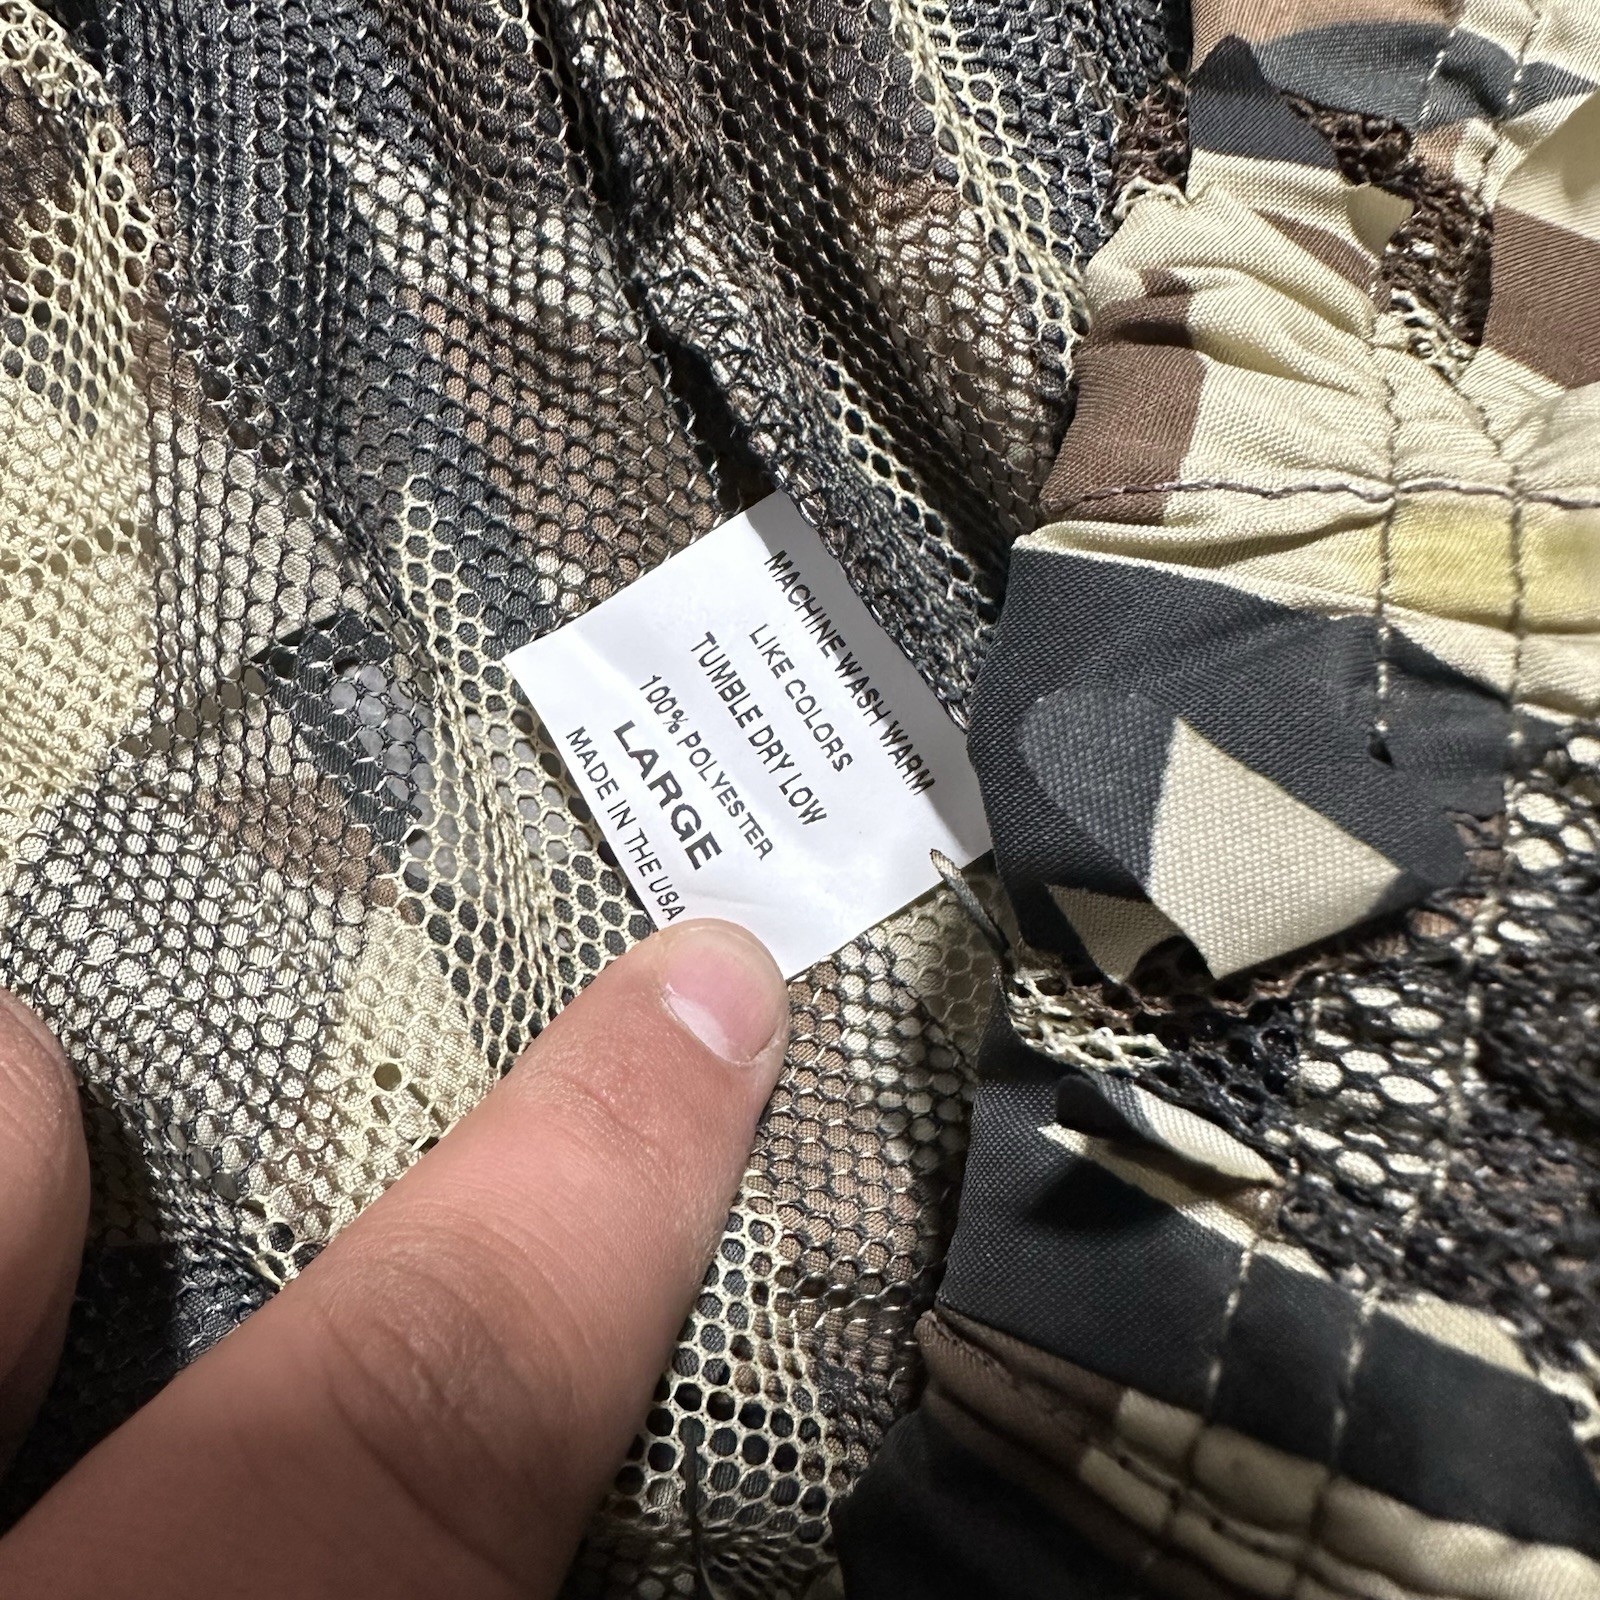 MACHINE WASH WARM
LIKE COLORS
TUMBLE DRY LOW
100% POLYESTER
LARGE
MADE IN THE USA